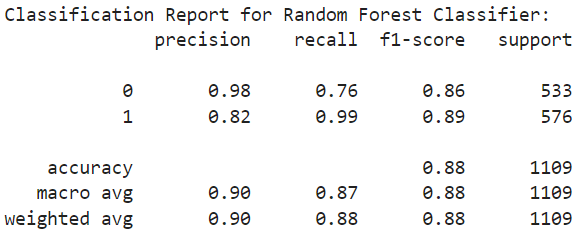 Classification Report for Random Forest Classifier:
precision recall f1-score support
0 0.98 0.76 0.86 533
1 0.82 0.99 0.89 576
accuracy 0.88 1109
macro avg 0.90 0.87 0.88 1109
weighted avg 0.90 0.88 0.88 1109